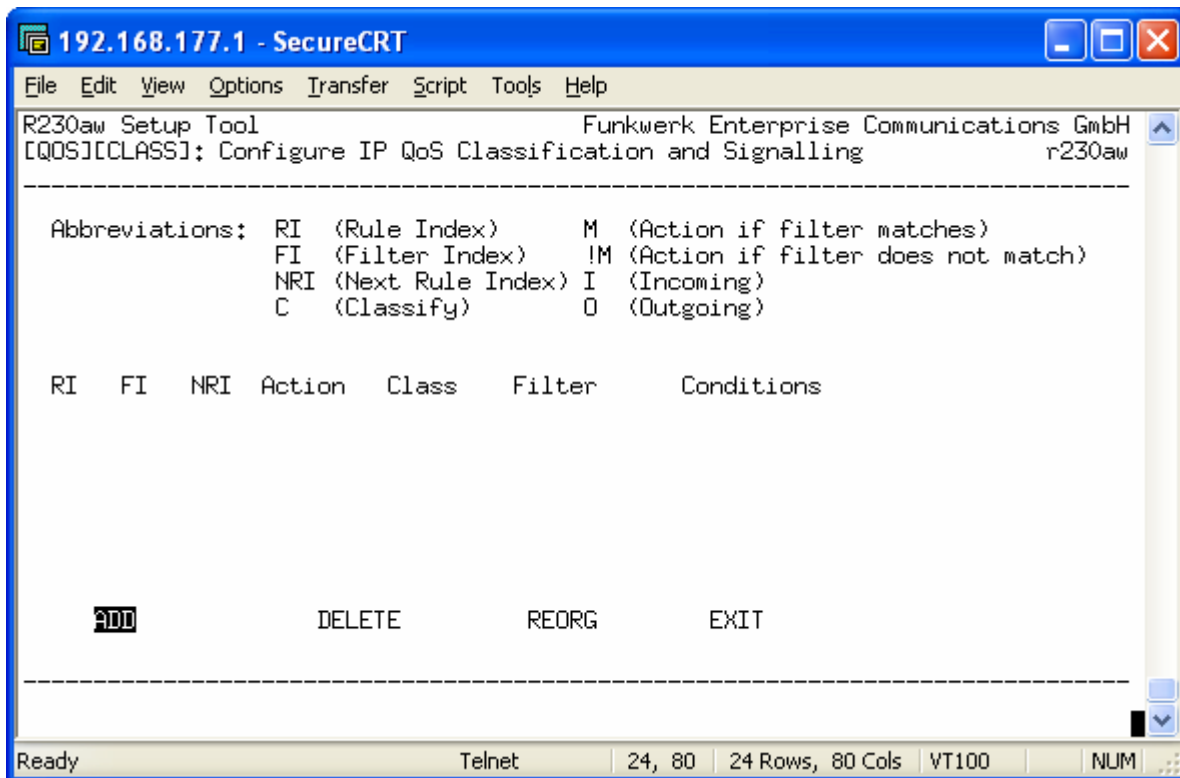 192.168.177.1 - SecureCRT
File Edit View Options Transfer Script Tools Help
R230aw Setup Tool Funkwerk Enterprise Communications GmbH
[QOS][CLASS]: Configure IP QoS Classification and Signalling r230aw
Abbreviations: RI (Rule Index) M (Action if filter matches)
FI (Filter Index) !M (Action if filter does not match)
NRI (Next Rule Index) I (Incoming)
C (Classify) O (Outgoing)
RI FI NRI Action Class Filter Conditions
ADD DELETE REORG EXIT
Ready Telnet 24, 80 24 Rows, 80 Cols VT100 NUM